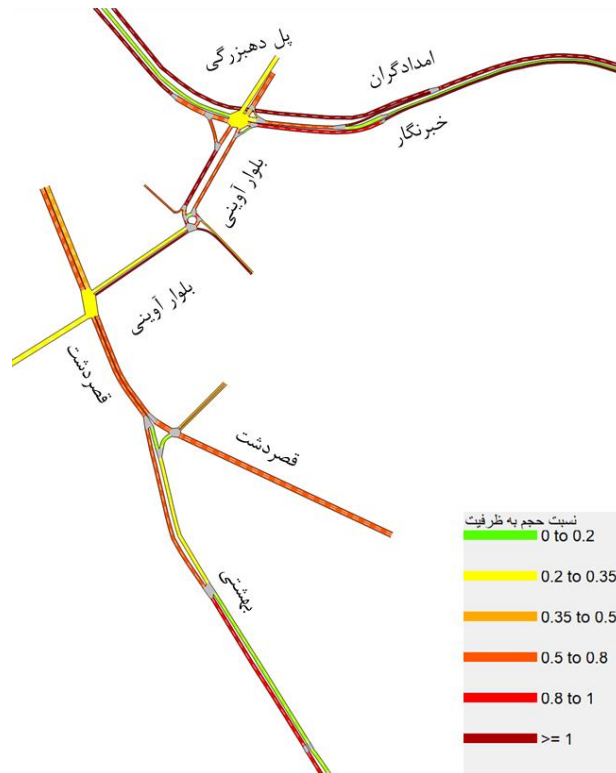 پل دهبزرگی
امدادگران
خبرنگار
بلوار آوینی
بلوار آوینی
قصردشت
قصردشت
بهشتی
نسبت حجم به ظرفیت
0 to 0.2
0.2 to 0.35
0.35 to 0.5
0.5 to 0.8
0.8 to 1
>= 1